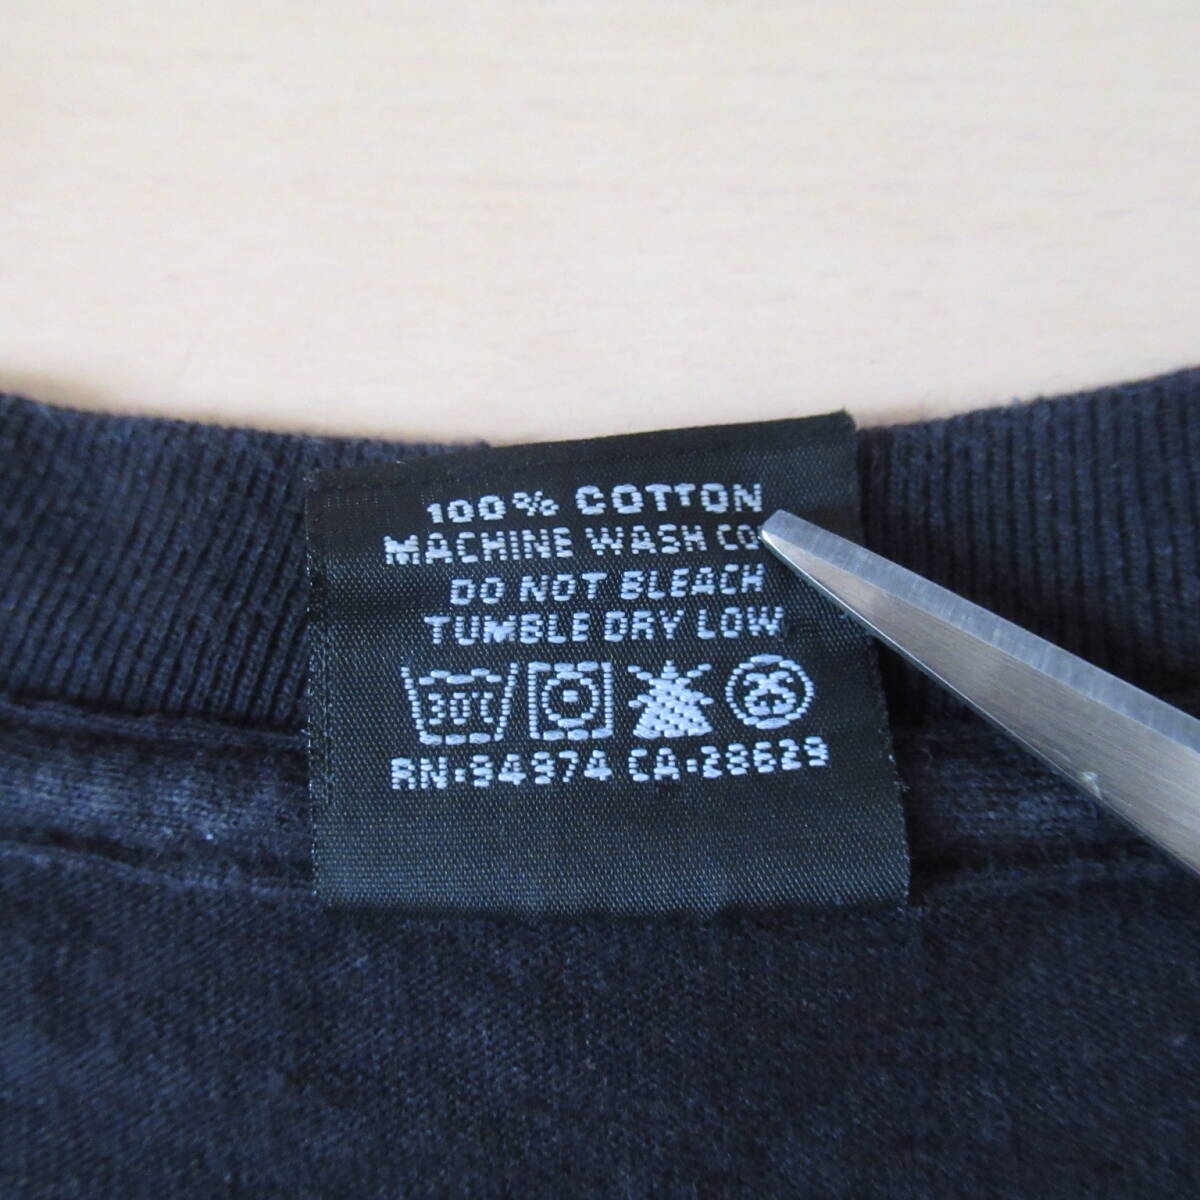 100% COTTON
MACHINE WASH CO
DO NOT BLEACH
TUMBLE DRY LOW
30°C
RN-94974 CA-28629